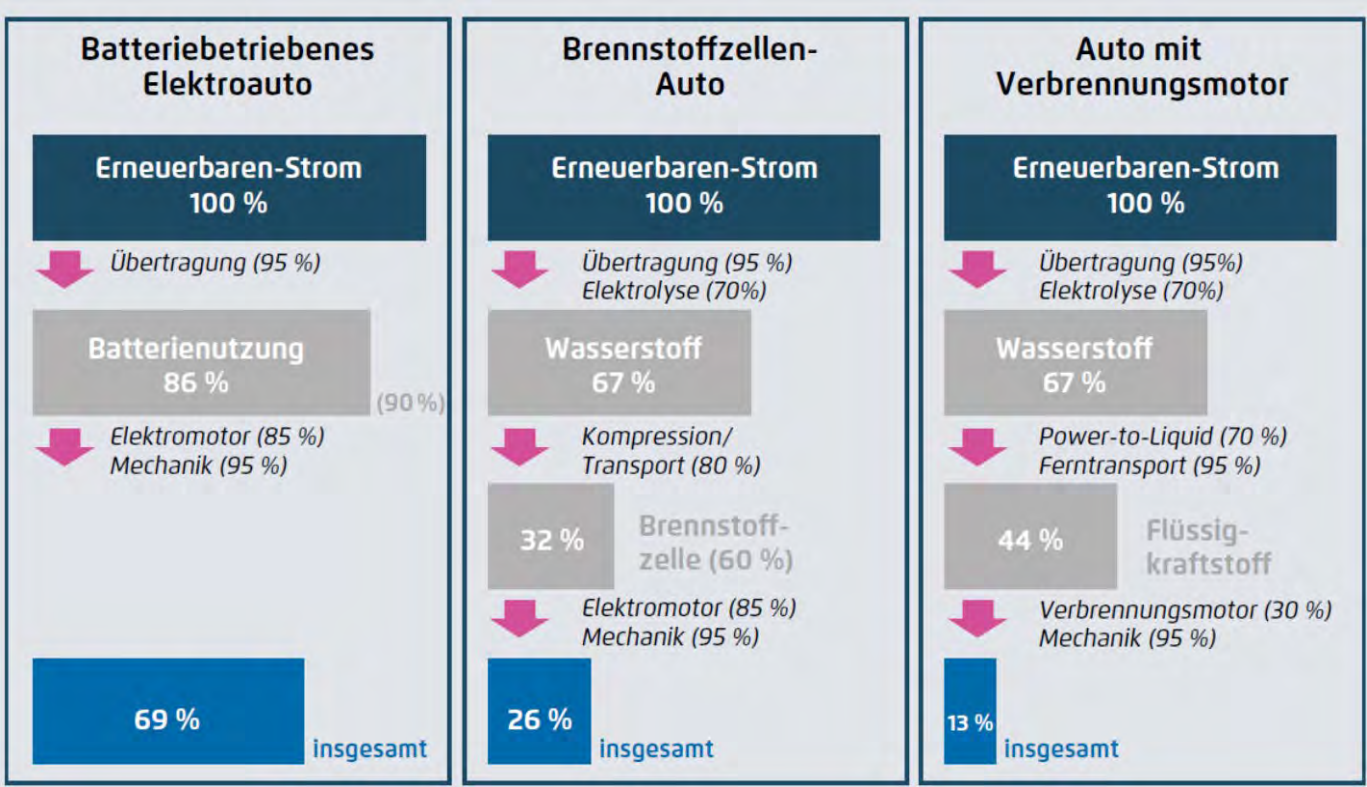 Batteriebetriebenes
Elektroauto
Erneuerbaren-Strom
100 %
Übertragung (95 %)
Batterienutzung
86 %
(90 %)
Elektromotor (85 %)
Mechanik (95 %)
69 %
insgesamt
Brennstoffzellen-
Auto
Erneuerbaren-Strom
100 %
Übertragung (95 %)
Elektrolyse (70%)
Wasserstoff
67 %
Kompression/
Transport (80 %)
32 %
Brennstoff-
zelle (60 %)
Elektromotor (85 %)
Mechanik (95 %)
26 %
insgesamt
Auto mit
Verbrennungsmotor
Erneuerbaren-Strom
100 %
Übertragung (95%)
Elektrolyse (70%)
Wasserstoff
67 %
Power-to-Liquid (70 %)
Ferntransport (95 %)
44 %
Flüssig-
kraftstoff
Verbrennungsmotor (30 %)
Mechanik (95 %)
13 %
insgesamt